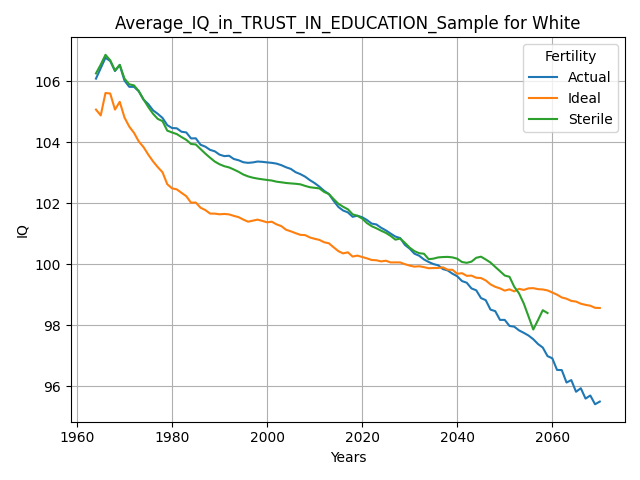 Average_IQ_in_TRUST_IN_EDUCATION_Sample for White
Fertility
Actual
Ideal
Sterile
106
104
102
100
98
96
IQ
1960
1980
2000
2020
2040
2060
Years